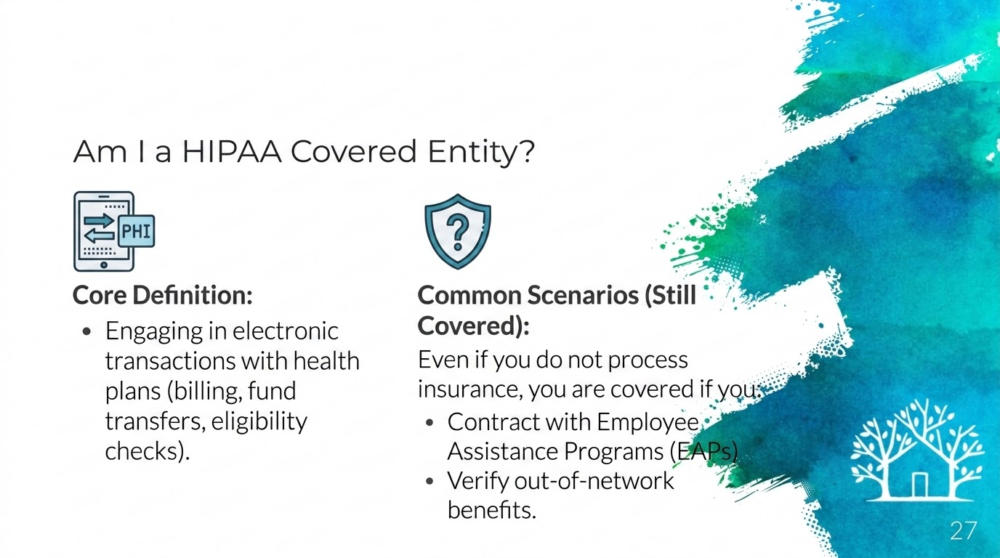 Am I a HIPAA Covered Entity?
PHI
Core Definition:
• Engaging in electronic
transactions with health
plans (billing, fund
transfers, eligibility
checks).
?
Common Scenarios (Still
Covered):
Even if you do not process
insurance, you are covered if you:
• Contract with Employee
Assistance Programs (EAPs)
• Verify out-of-network
benefits.
27